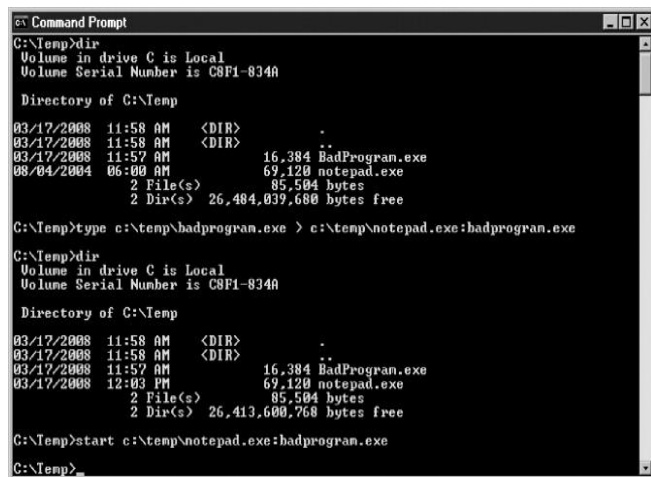 Command Prompt
C:\Temp>dir
Volume in drive C is Local
Volume Serial Number is C8F1-834A
Directory of C:\Temp
03/17/2008 11:58 AM <DIR> .
03/17/2008 11:58 AM <DIR> ..
03/17/2008 11:57 AM 16,384 BadProgram.exe
08/04/2004 06:00 AM 69,120 notepad.exe
2 File(s) 85,504 bytes
2 Dir(s) 26,484,039,680 bytes free
C:\Temp>type c:\temp\badprogram.exe > c:\temp\notepad.exe:badprogram.exe
C:\Temp>dir
Volume in drive C is Local
Volume Serial Number is C8F1-834A
Directory of C:\Temp
03/17/2008 11:58 AM <DIR> .
03/17/2008 11:58 AM <DIR> ..
03/17/2008 11:57 AM 16,384 BadProgram.exe
03/17/2008 12:03 PM 69,120 notepad.exe
2 File(s) 85,504 bytes
2 Dir(s) 26,413,600,768 bytes free
C:\Temp>start c:\temp\notepad.exe:badprogram.exe
C:\Temp>_